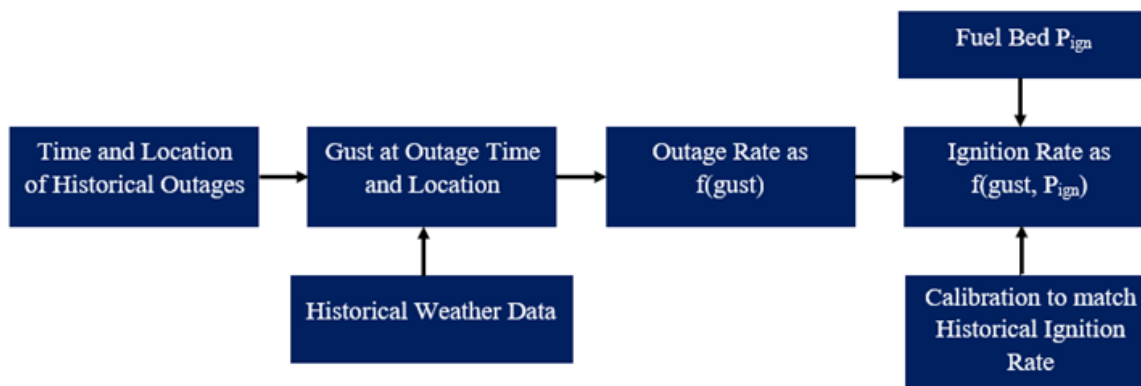 Fuel Bed Pign
Time and Location
of Historical Outages
Gust at Outage Time
and Location
Outage Rate as
f(gust)
Ignition Rate as
f(gust, Pign)
Historical Weather Data
Calibration to match
Historical Ignition
Rate